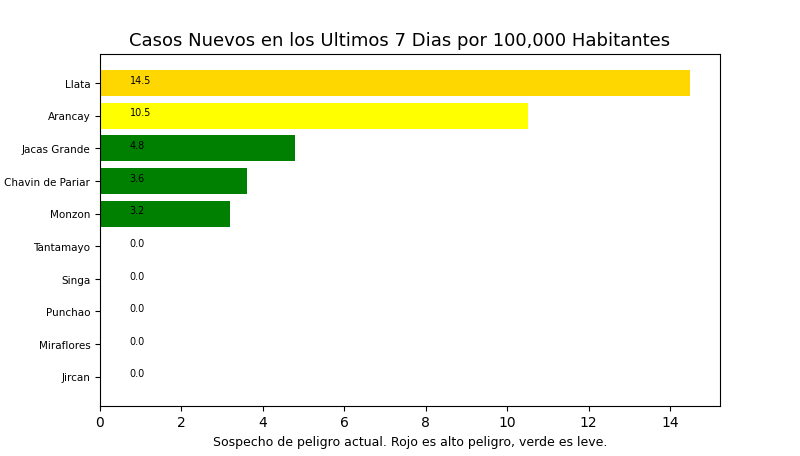 Casos Nuevos en los Ultimos 7 Dias por 100,000 Habitantes
Llata 14.5
Arancay 10.5
Jacas Grande 4.8
Chavin de Pariar 3.6
Monzon 3.2
Tantamayo 0.0
Singa 0.0
Punchao 0.0
Miraflores 0.0
Jircan 0.0
0 2 4 6 8 10 12 14
Sospecho de peligro actual. Rojo es alto peligro, verde es leve.